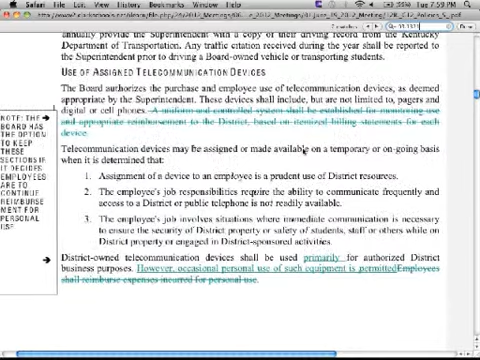 Safari File Edit View History Bookmarks Window Help
Tue 7:59 PM
annually provide the Superintendent with a copy of their driving record from the Kentucky
Department of Transportation. Any traffic citation received during the year shall be reported to
the Superintendent prior to driving a Board-owned vehicle or transporting students.
USE OF ASSIGNED TELECOMMUNICATION DEVICES
The Board authorizes the purchase and employee use of telecommunication devices, as deemed
appropriate by the Superintendent. These devices shall include, but are not limited to, pagers and
digital or cell phones. A uniform and controlled system shall be established for monitoring use
and appropriate reimbursement to the District, based on itemized billing statements for each
device.
NOTE: THE
BOARD HAS
THE OPTION
TO KEEP
THESE
SECTIONS IF
IT DECIDES
EMPLOYEES
ARE TO
CONTINUE
REIMBURSE
MENT FOR
PERSONAL
USE
Telecommunication devices may be assigned or made available on a temporary or on-going basis
when it is determined that:
1. Assignment of a device to an employee is a prudent use of District resources.
2. The employee's job responsibilities require the ability to communicate frequently and
access to a District or public telephone is not readily available.
3. The employee's job involves situations where immediate communication is necessary
to ensure the security of District property or safety of students, staff or others while on
District property or engaged in District-sponsored activities.
District-owned telecommunication devices shall be used primarily for authorized District
business purposes. However, occasional personal use of such equipment is permittedEmployees
shall reimburse expenses incurred for personal use.